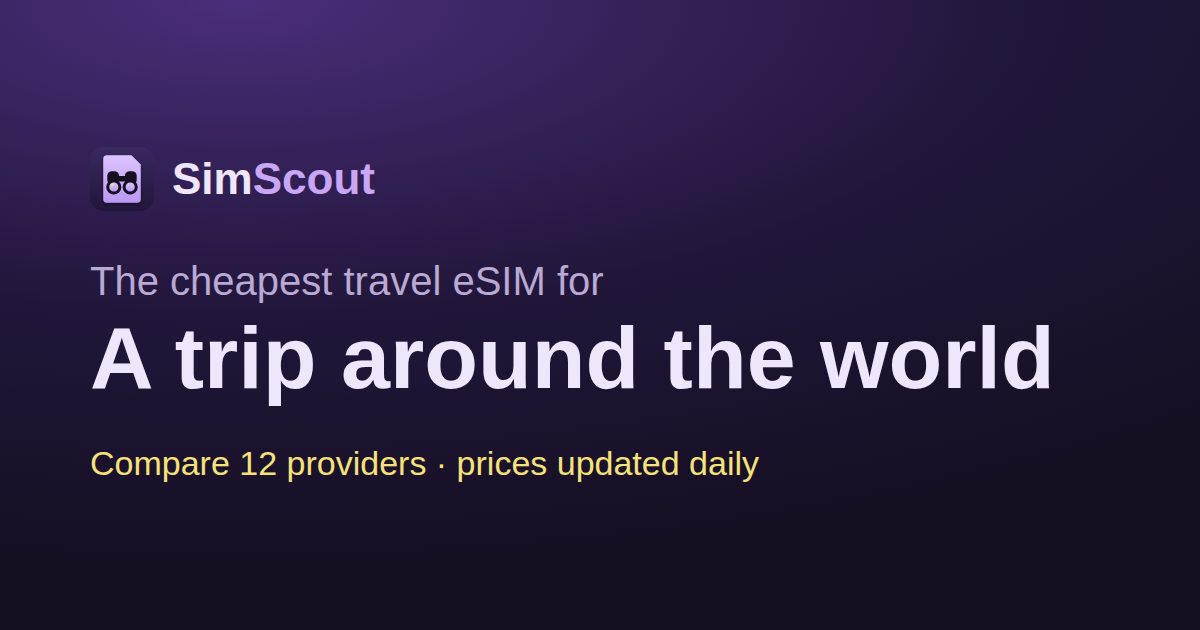 SimScout
The cheapest travel eSIM for
A trip around the world
Compare 12 providers · prices updated daily